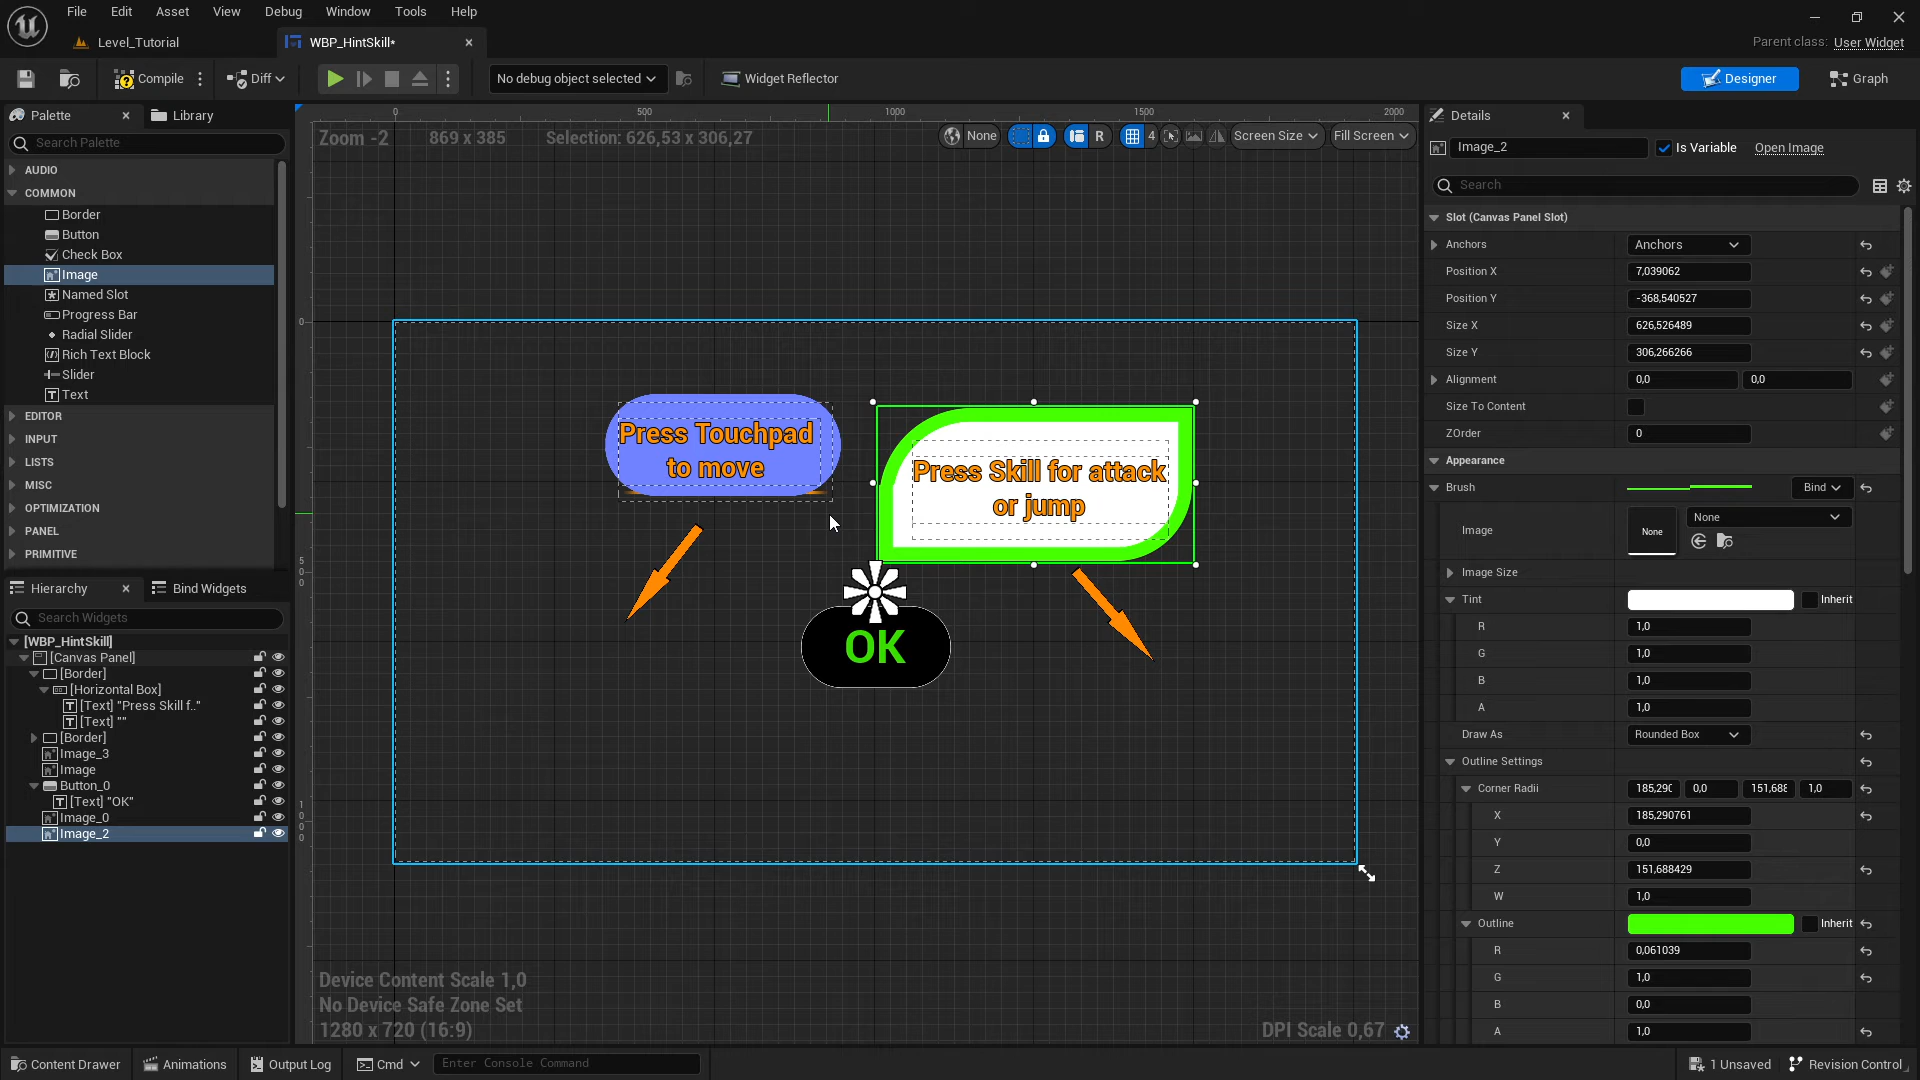 File Edit Asset View Debug Window Tools Help
Level_Tutorial
WBP_HintSkill*
Parent class: User Widget
Compile
Diff
No debug object selected
Widget Reflector
Designer
Graph
Palette
Library
Search Palette
AUDIO
COMMON
Border
Button
Check Box
Image
Named Slot
Progress Bar
Radial Slider
Rich Text Block
Slider
Text
EDITOR
INPUT
LISTS
MISC
OPTIMIZATION
PANEL
PRIMITIVE
Hierarchy
Bind Widgets
Search Widgets
[WBP_HintSkill]
[Canvas Panel]
[Border]
[Horizontal Box]
[Text] "Press Skill f.."
[Text] ""
[Border]
Image_3
Image
Button_0
[Text] "OK"
Image_0
Image_2
0 500 1000 1500 2000
Zoom -2
869 x 385
Selection: 626,53 x 306,27
None
R
4
Screen Size
Fill Screen
0
500
1000
Press Touchpad
to move
Press Skill for attack
or jump
OK
Device Content Scale 1,0
No Device Safe Zone Set
1280 x 720 (16:9)
DPI Scale 0,67
Details
Image_2
Is Variable
Open Image
Search
Slot (Canvas Panel Slot)
Anchors Anchors
Position X 7,039062
Position Y -368,540527
Size X 626,526489
Size Y 306,266266
Alignment 0,0 0,0
Size To Content
ZOrder 0
Appearance
Brush Bind
Image None None
Image Size
Tint Inherit
R 1,0
G 1,0
B 1,0
A 1,0
Draw As Rounded Box
Outline Settings
Corner Radii 185,290 0,0 151,688 1,0
X 185,290761
Y 0,0
Z 151,688429
W 1,0
Outline Inherit
R 0,061039
G 1,0
B 0,0
A 1,0
Content Drawer
Animations
Output Log
Cmd
Enter Console Command
1 Unsaved
Revision Control